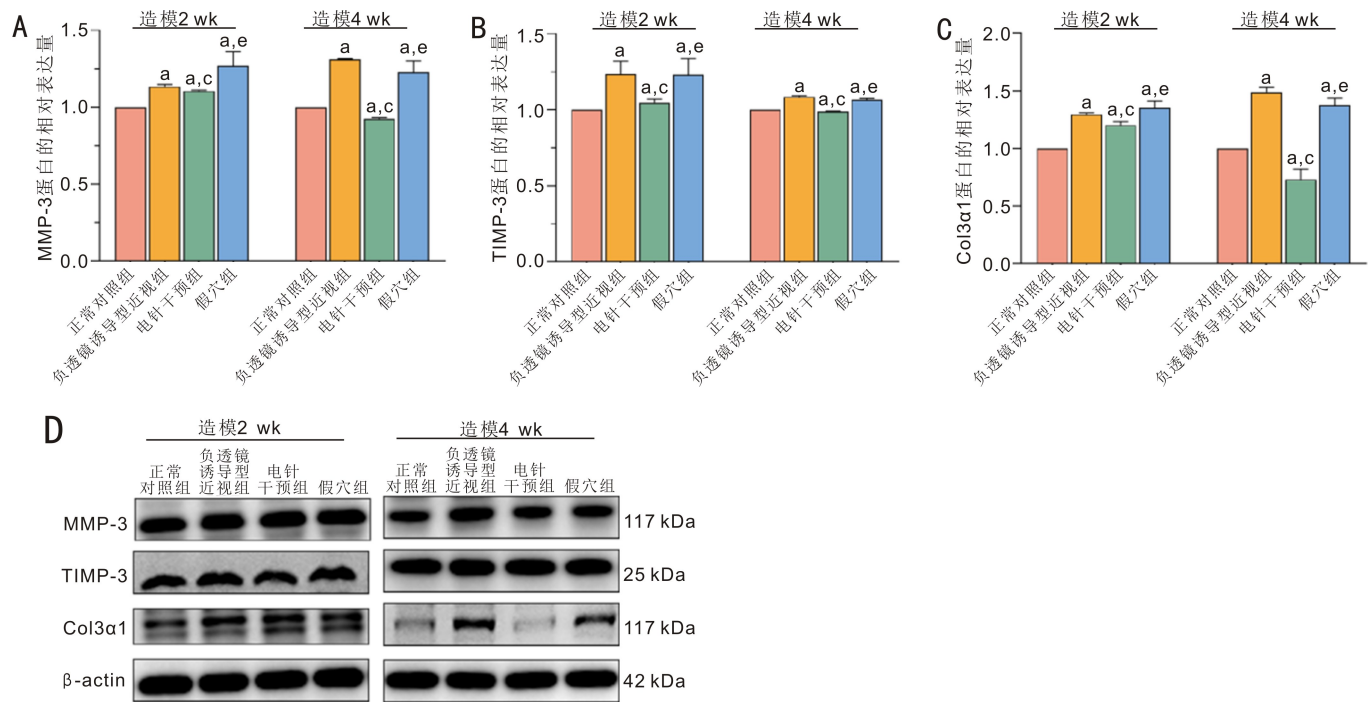 A
造模2 wk
造模4 wk
MMP-3蛋白的相对表达量
1.5
1.0
0.5
0.0
a
a,c
a,e
a
a,c
a,e
正常对照组
负透镜诱导型近视组
电针干预组
假穴组
正常对照组
负透镜诱导型近视组
电针干预组
假穴组
B
造模2 wk
造模4 wk
TIMP-3蛋白的相对表达量
1.5
1.0
0.5
0.0
a
a,c
a,e
a
a,c
a,e
正常对照组
负透镜诱导型近视组
电针干预组
假穴组
正常对照组
负透镜诱导型近视组
电针干预组
假穴组
C
造模2 wk
造模4 wk
Col3α1蛋白的相对表达量
2.0
1.5
1.0
0.5
0.0
a
a,c
a,e
a
a,c
a,e
正常对照组
负透镜诱导型近视组
电针干预组
假穴组
正常对照组
负透镜诱导型近视组
电针干预组
假穴组
D
造模2 wk
造模4 wk
正常
对照组
负透镜
诱导型
近视组
电针
干预组
假穴组
正常
对照组
负透镜
诱导型
近视组
电针
干预组
假穴组
MMP-3
117 kDa
TIMP-3
25 kDa
Col3α1
117 kDa
β-actin
42 kDa